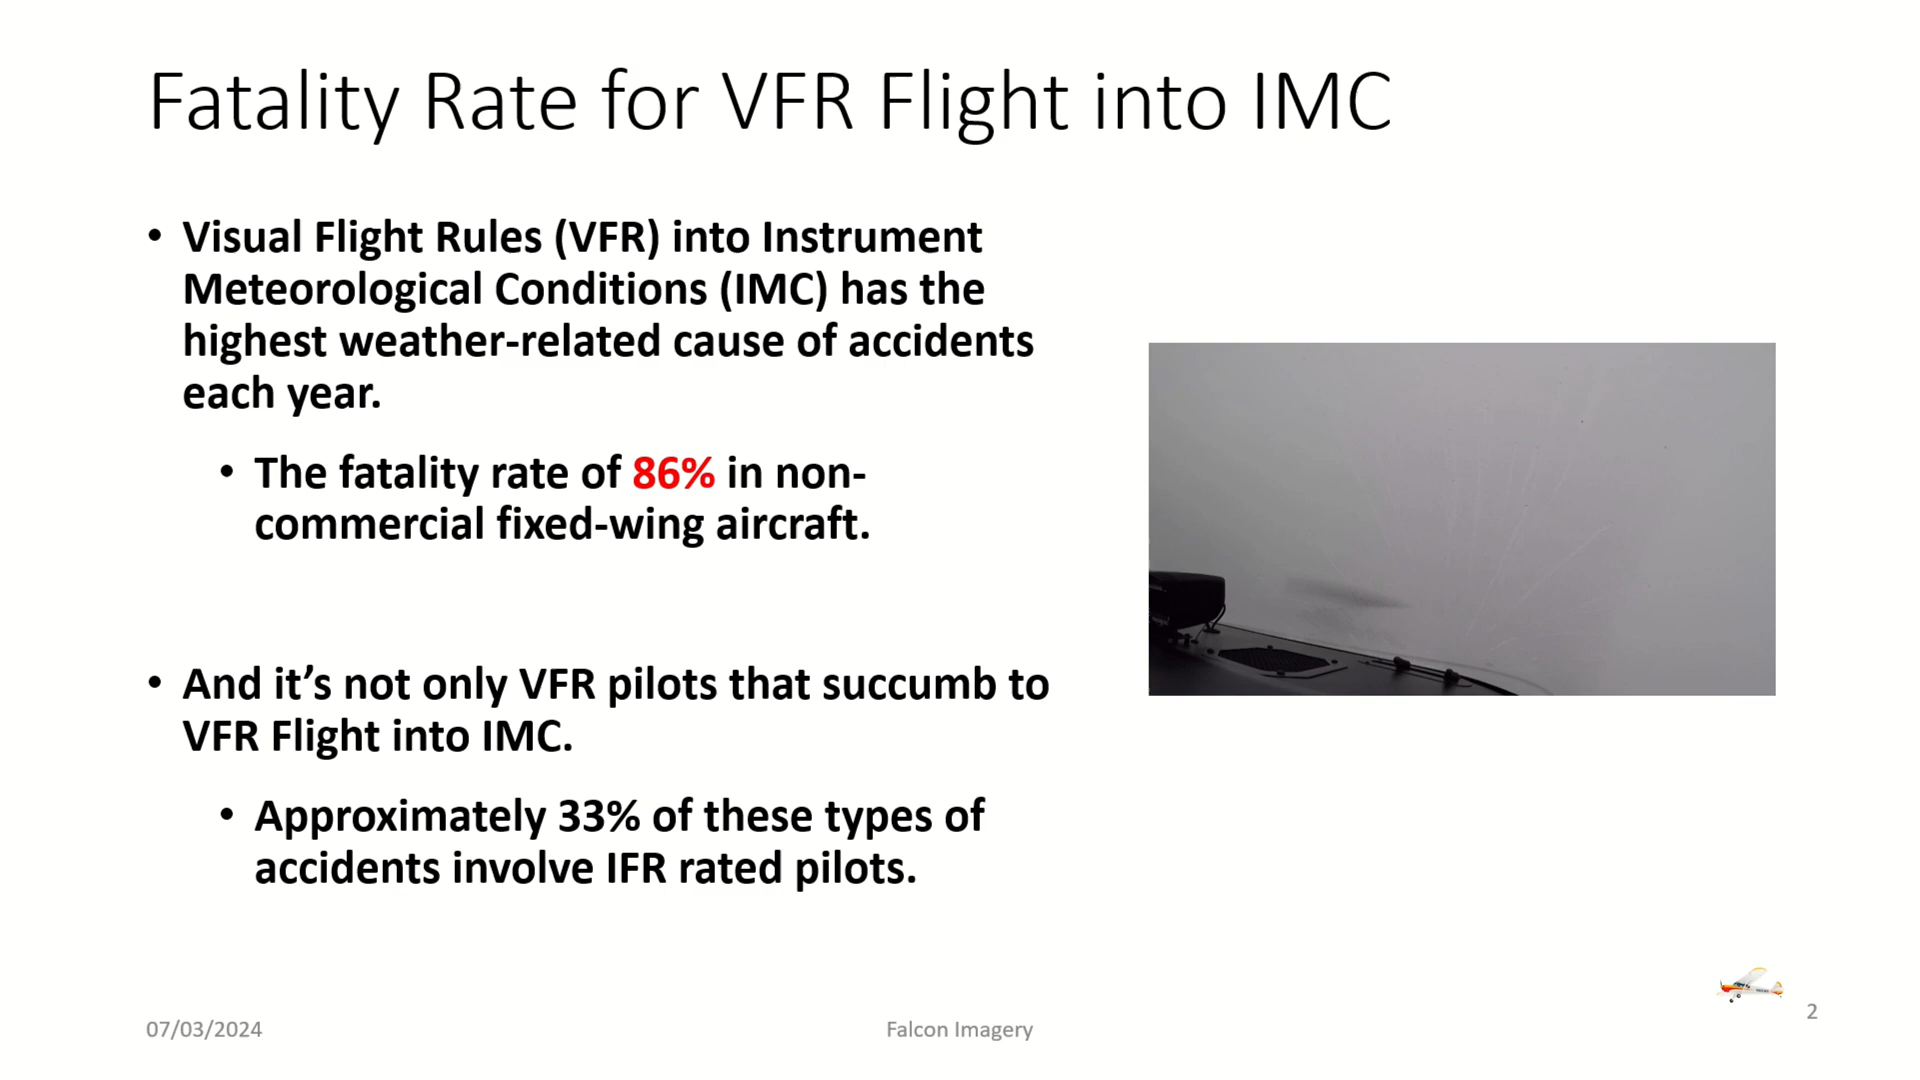 Fatality Rate for VFR Flight into IMC
• Visual Flight Rules (VFR) into Instrument
Meteorological Conditions (IMC) has the
highest weather-related cause of accidents
each year.
• The fatality rate of 86% in non-
commercial fixed-wing aircraft.
• And it’s not only VFR pilots that succumb to
VFR Flight into IMC.
• Approximately 33% of these types of
accidents involve IFR rated pilots.
07/03/2024
Falcon Imagery
2